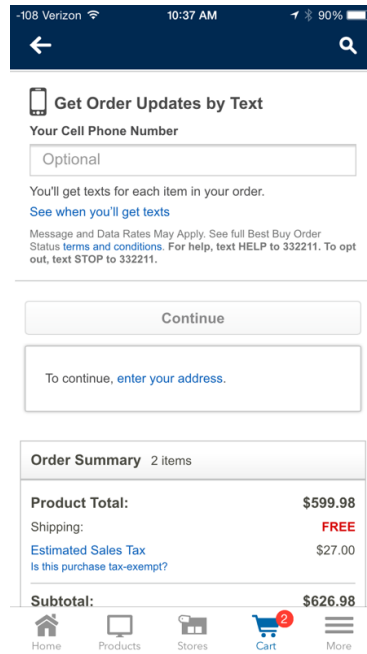 -108 Verizon 10:37 AM 90%
Get Order Updates by Text
Your Cell Phone Number
Optional
You'll get texts for each item in your order.
See when you'll get texts
Message and Data Rates May Apply. See full Best Buy Order
Status terms and conditions. For help, text HELP to 332211. To opt
out, text STOP to 332211.
Continue
To continue, enter your address.
Order Summary 2 items
Product Total: $599.98
Shipping: FREE
Estimated Sales Tax $27.00
Is this purchase tax-exempt?
Subtotal: $626.98
2
Home Products Stores Cart More